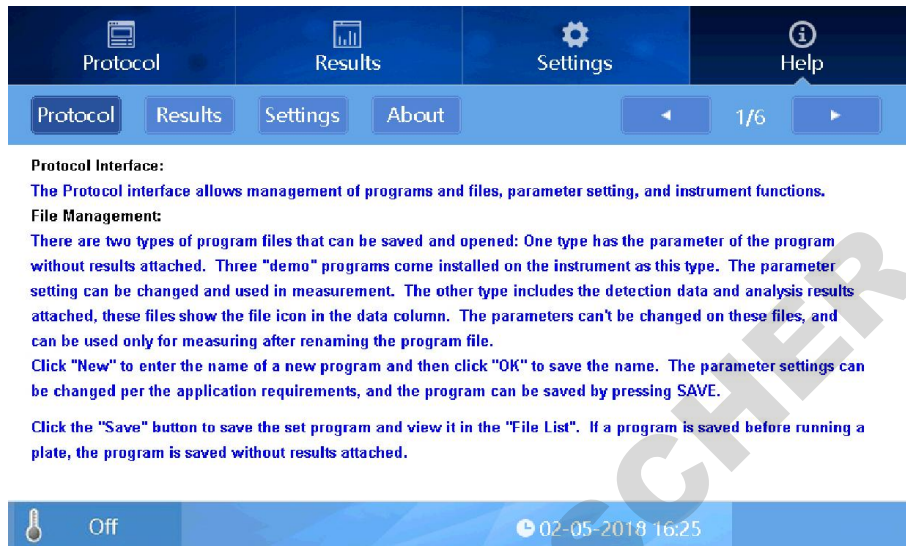 Protocol
Results
Settings
Help
Protocol
Results
Settings
About
1/6
Protocol Interface:
The Protocol interface allows management of programs and files, parameter setting, and instrument functions.
File Management:
There are two types of program files that can be saved and opened: One type has the parameter of the program
without results attached. Three "demo" programs come installed on the instrument as this type. The parameter
setting can be changed and used in measurement. The other type includes the detection data and analysis results
attached, these files show the file icon in the data column. The parameters can't be changed on these files, and
can be used only for measuring after renaming the program file.
Click "New" to enter the name of a new program and then click "OK" to save the name. The parameter settings can
be changed per the application requirements, and the program can be saved by pressing SAVE.
Click the "Save" button to save the set program and view it in the "File List". If a program is saved before running a
plate, the program is saved without results attached.
Off
02-05-2018 16:25
SCHER